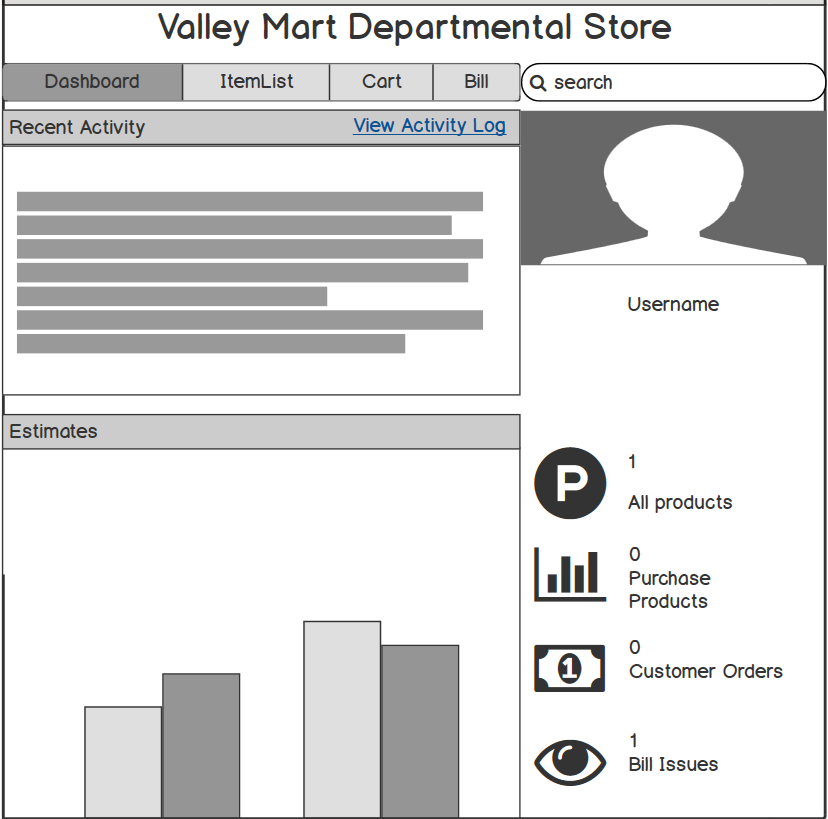 Valley Mart Departmental Store
Dashboard ItemList Cart Bill search
Recent Activity View Activity Log
Username
Estimates
P
1
All products
0
Purchase
Products
1
0
Customer Orders
1
Bill Issues